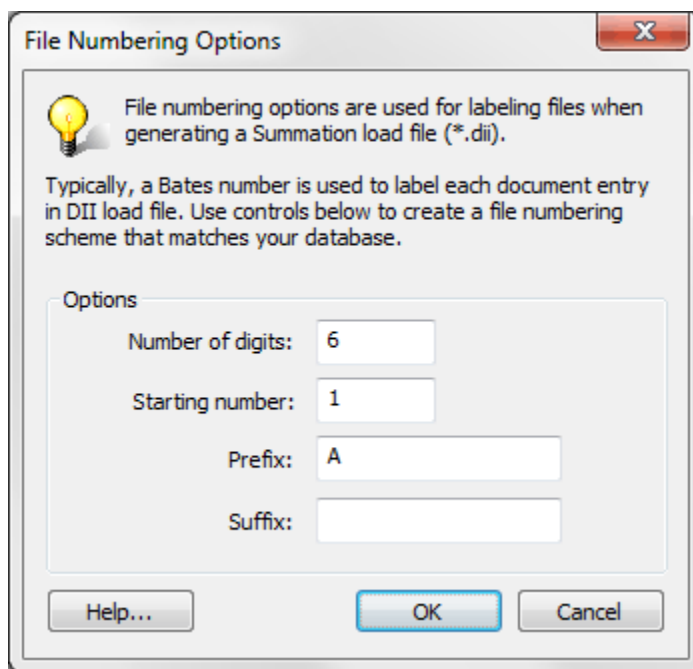 File Numbering Options
File numbering options are used for labeling files when
generating a Summation load file (*.dii).
Typically, a Bates number is used to label each document entry
in DII load file. Use controls below to create a file numbering
scheme that matches your database.
Options
Number of digits: 6
Starting number: 1
Prefix: A
Suffix:
Help... OK Cancel